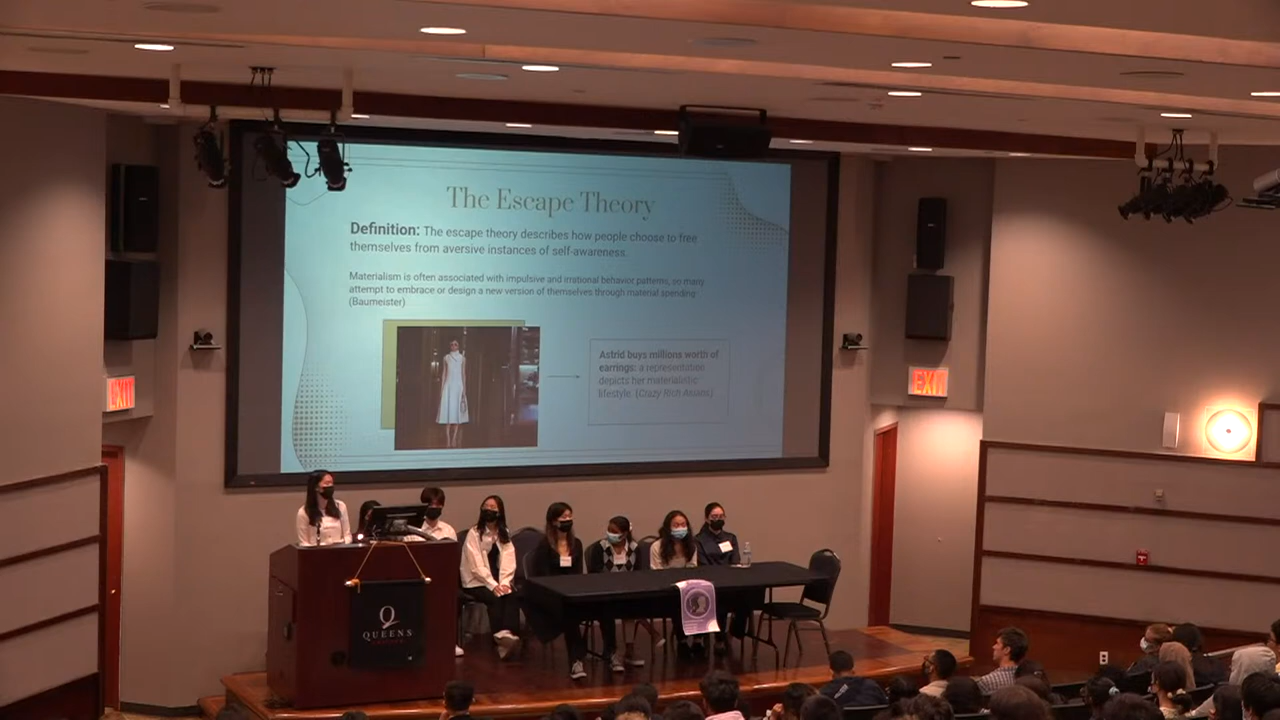 The Escape Theory
Definition: The escape theory describes how people choose to free
themselves from aversive instances of self-awareness.
Materialism is often associated with impulsive and irrational behavior patterns, so many
attempt to embrace or design a new version of themselves through material spending
(Baumeister)
Astrid buys millions worth of
earrings: a representation
depicts her materialistic
lifestyle. (Crazy Rich Asians)
EXIT
EXIT
Q
QUEENS